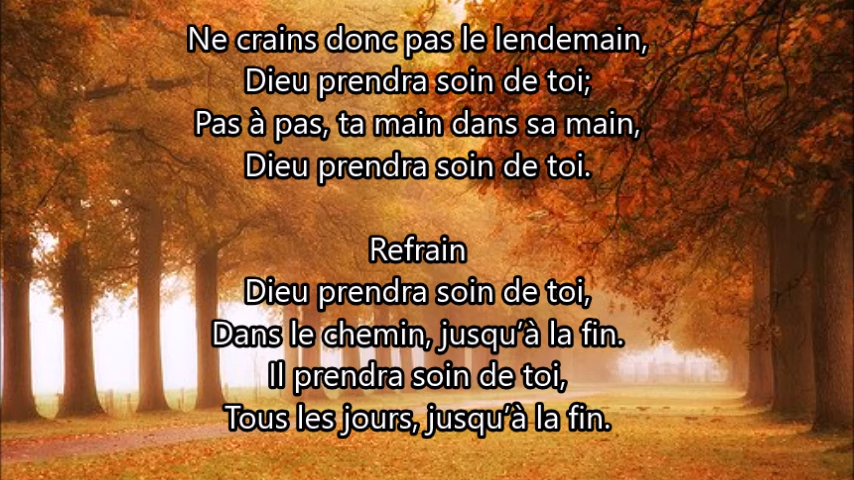 Ne crains donc pas le lendemain,
Dieu prendra soin de toi;
Pas à pas, ta main dans sa main,
Dieu prendra soin de toi.
Refrain
Dieu prendra soin de toi,
Dans le chemin, jusqu'à la fin.
Il prendra soin de toi,
Tous les jours, jusqu'à la fin.